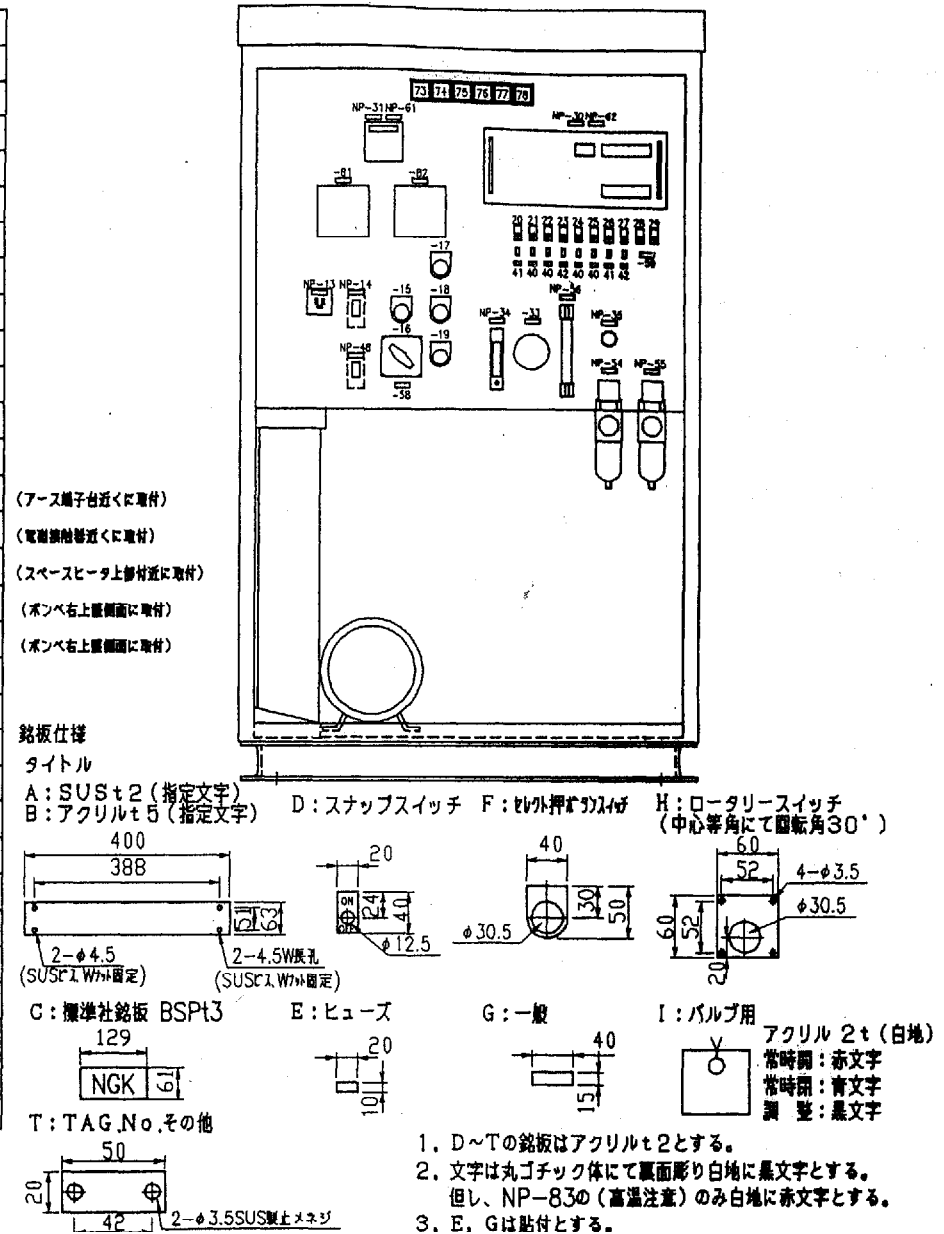 73 74 75 76 77 78
NP-31 NP-61
NP-30 NP-62
-81
-82
20 21 22 23 24 25 26 27 28 29
41 40 40 42 40 40 41 42
-17
NP-13
NP-14
-15
-18
NP-34
-33
-16
-19
NP-48
NP-54
NP-55
-58
(アース端子台近くに取付)
(電磁接触器近くに取付)
(スペースヒータ上部付近に取付)
(ボンベ右上壁側面に取付)
(ボンベ右上壁側面に取付)
銘板仕様
タイトル
A:SUSt2(指定文字)
B:アクリルt5(指定文字)
400
388
51
63
2-φ4.5
(SUSビス,Wナット固定)
2-4.5W長孔
(SUSビス,Wナット固定)
D:スナップスイッチ
20
ON
24
40
φ12.5
F:セレクト押ボタンスイッチ
40
30
50
φ30.5
H:ロータリースイッチ
(中心等角にて回転角30°)
60
52
4-φ3.5
60
52
φ30.5
20
C:標準社銘板 BSPt3
129
NGK
61
E:ヒューズ
20
10
G:一般
40
15
I:バルブ用
アクリル 2t(白地)
常時開:赤文字
常時閉:青文字
調 整:黒文字
T:TAG.No.その他
50
20
42
2-φ3.5SUS製止メネジ
1. D~Tの銘板はアクリルt2とする。
2. 文字は丸ゴチック体にて裏面彫り白地に黒文字とする。
但し、NP-83の(高温注意)のみ白地に赤文字とする。
3. E, Gは貼付とする。